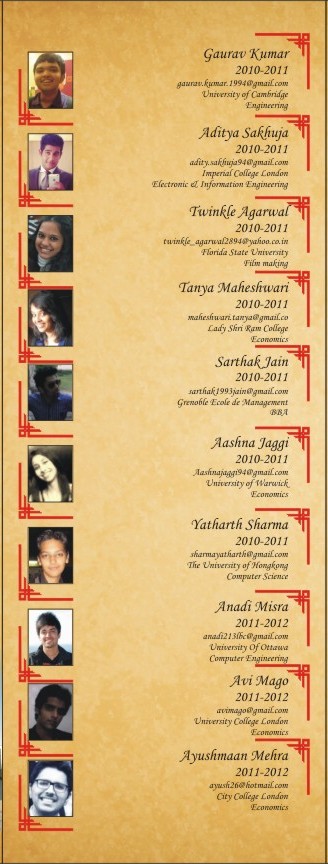 Gaurav Kumar
2010-2011
gaurav.kumar.1994@gmail.com
University of Cambridge
Engineering
Aditya Sakhuja
2010-2011
adity.sakhuja94@gmail.com
Imperial College London
Electronic & Information Engineering
Twinkle Agarwal
2010-2011
twinkle_agarwal2894@yahoo.co.in
Florida State University
Film making
Tanya Maheshwari
2010-2011
maheshwari.tanya@gmail.co
Lady Shri Ram College
Economics
Sarthak Jain
2010-2011
sarthak1993jain@gmail.com
Grenoble Ecole de Management
BBA
Aashna Jaggi
2010-2011
Aashnajaggi94@gmail.com
University of Warwick
Economics
Yatharth Sharma
2010-2011
sharmayatharth@gmail.com
The University of Hongkong
Computer Science
Anadi Misra
2011-2012
anadi213lbc@gmail.com
University Of Ottawa
Computer Engineering
Avi Mago
2011-2012
avimago@gmail.com
University College London
Economics
Ayushmaan Mehra
2011-2012
ayush26@hotmail.com
City College London
Economics